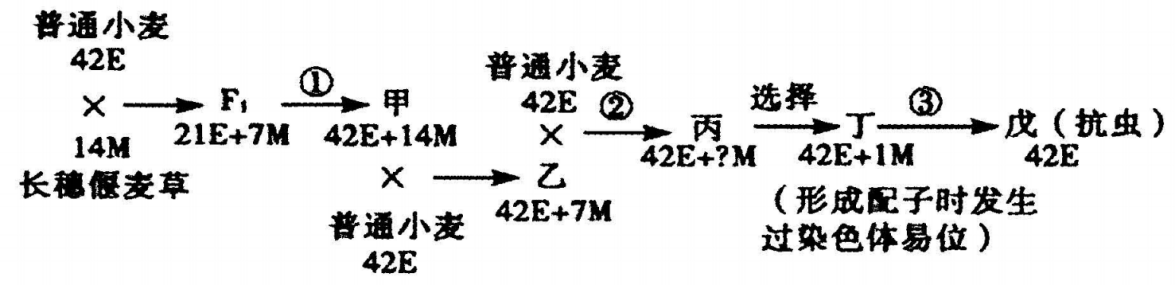 普通小麦
42E
×
14M
长穗偃麦草
F₁
21E+7M
①
甲
42E+14M
×
普通小麦
42E
普通小麦
42E
×
乙
42E+7M
②
丙
42E+?M
选择
丁
42E+1M
(形成配子时发生
过染色体易位)
③
戊(抗虫)
42E